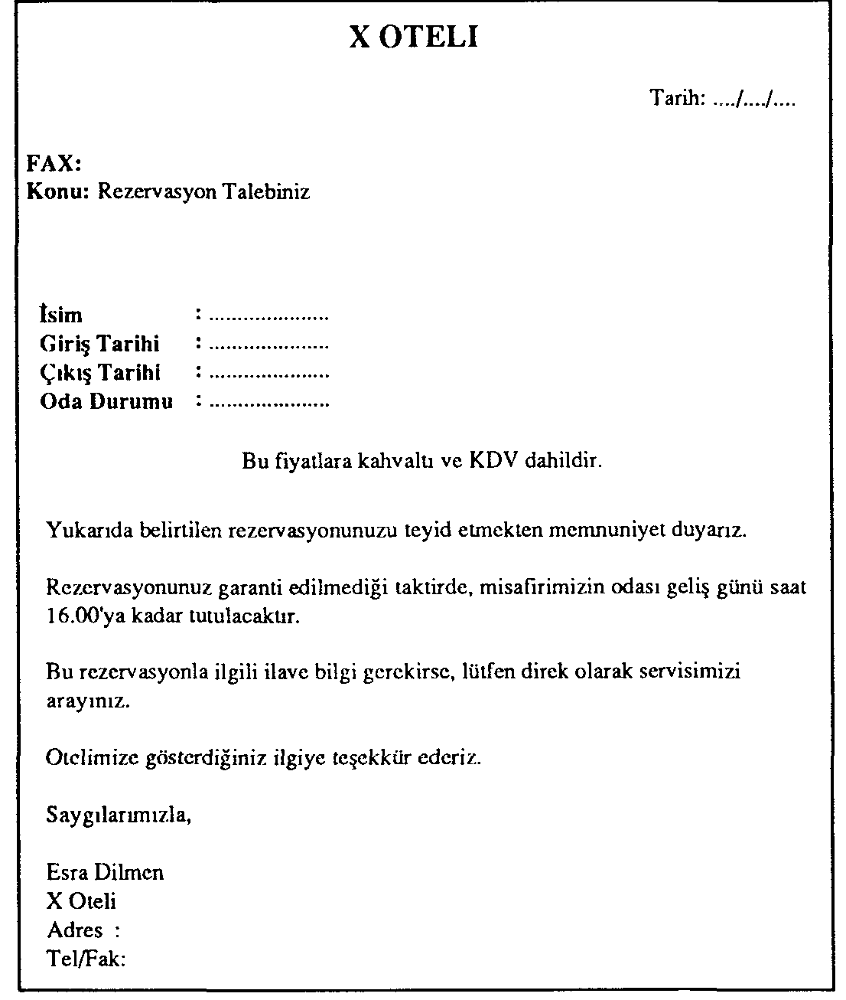 X OTELI
Tarih: ..../..../....
FAX:
Konu: Rezervasyon Talebiniz
İsim : .....................
Giriş Tarihi : .....................
Çıkış Tarihi : .....................
Oda Durumu : .....................
Bu fiyatlara kahvaltı ve KDV dahildir.
Yukarıda belirtilen rezervasyonunuzu teyid etmekten memnuniyet duyarız.
Rezervasyonunuz garanti edilmediği taktirde, misafirimizin odası geliş günü saat
16.00'ya kadar tutulacaktır.
Bu rezervasyonla ilgili ilave bilgi gerekirse, lütfen direk olarak servisimizi
arayınız.
Otelimize gösterdiğiniz ilgiye teşekkür ederiz.
Saygılarımızla,
Esra Dilmen
X Oteli
Adres :
Tel/Fak: